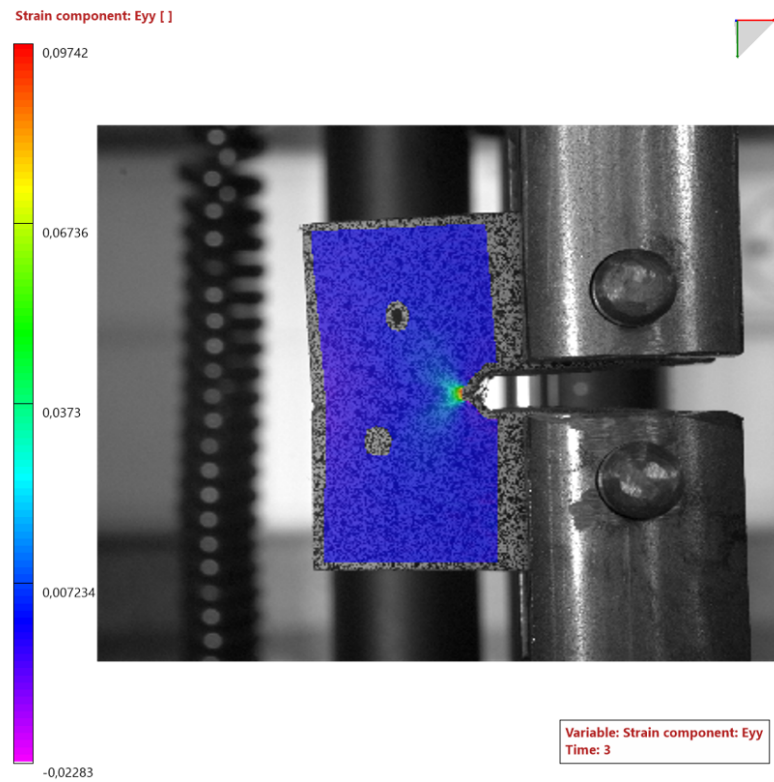 Strain component: Eyy [ ]
0,09742
0,06736
0,0373
0,007234
-0,02283
Variable: Strain component: Eyy
Time: 3